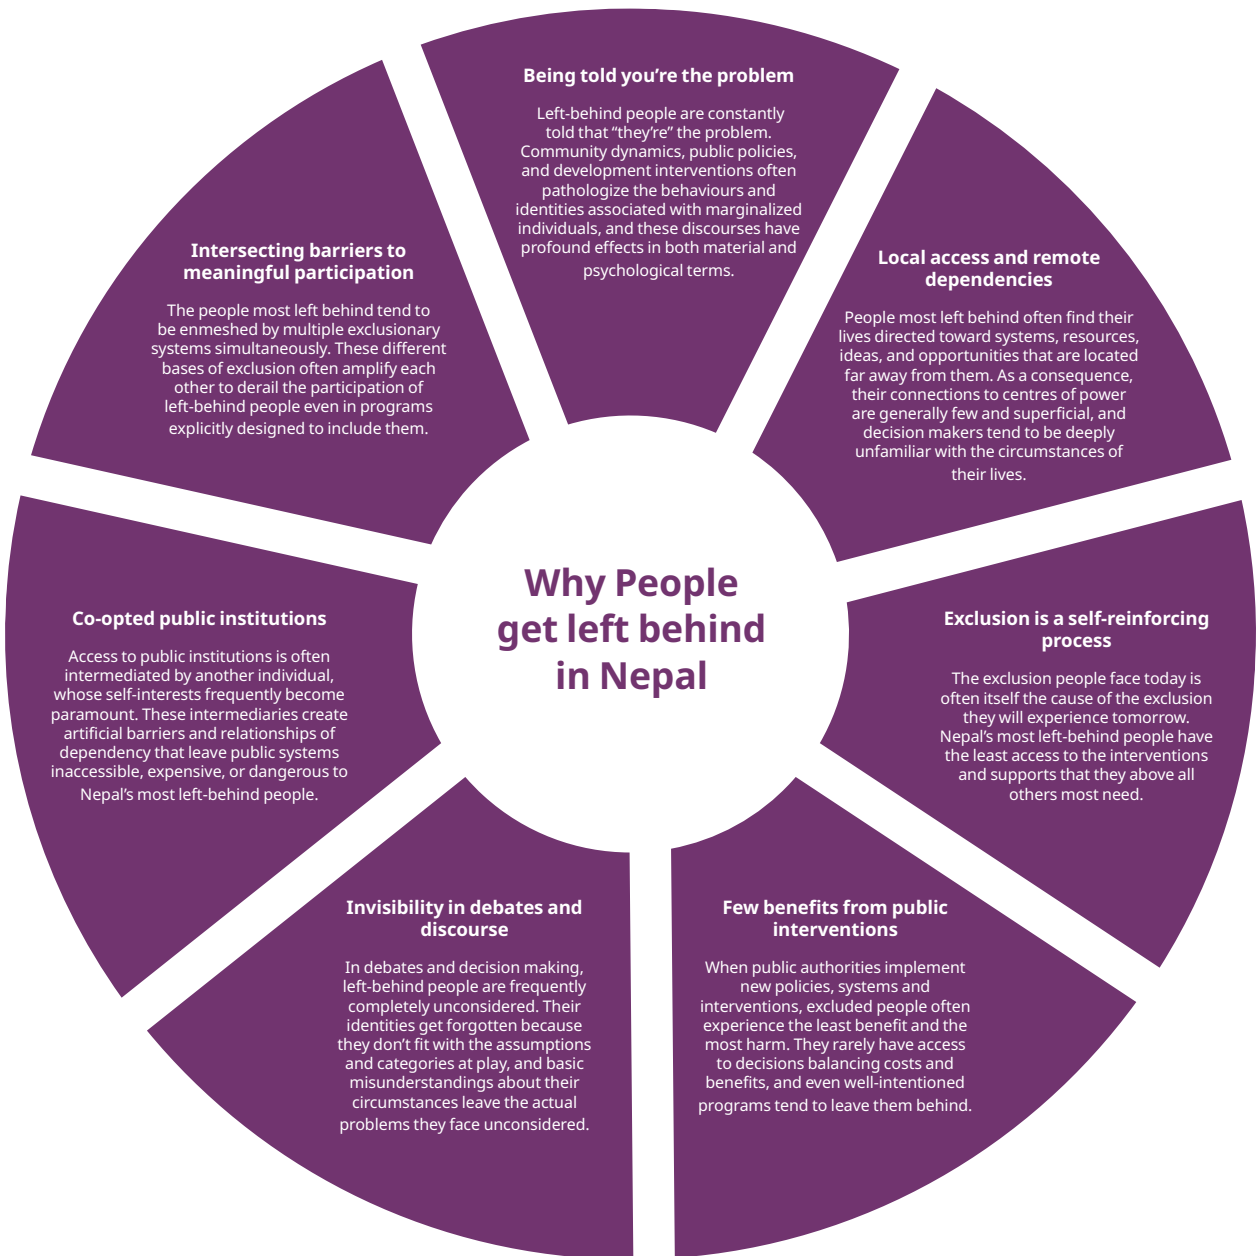 Being told you’re the problem
Left-behind people are constantly
told that “they’re” the problem.
Community dynamics, public policies,
and development interventions often
pathologize the behaviours and
identities associated with marginalized
individuals, and these discourses have
profound effects in both material and
psychological terms.
Local access and remote
dependencies
People most left behind often find their
lives directed toward systems, resources,
ideas, and opportunities that are located
far away from them. As a consequence,
their connections to centres of power
are generally few and superficial, and
decision makers tend to be deeply
unfamiliar with the circumstances of
their lives.
Exclusion is a self-reinforcing
process
The exclusion people face today is
often itself the cause of the exclusion
they will experience tomorrow.
Nepal’s most left-behind people have
the least access to the interventions
and supports that they above all
others most need.
Few benefits from public
interventions
When public authorities implement
new policies, systems and
interventions, excluded people often
experience the least benefit and the
most harm. They rarely have access
to decisions balancing costs and
benefits, and even well-intentioned
programs tend to leave them behind.
Invisibility in debates and
discourse
In debates and decision making,
left-behind people are frequently
completely unconsidered. Their
identities get forgotten because
they don’t fit with the assumptions
and categories at play, and basic
misunderstandings about their
circumstances leave the actual
problems they face unconsidered.
Co-opted public institutions
Access to public institutions is often
intermediated by another individual,
whose self-interests frequently become
paramount. These intermediaries create
artificial barriers and relationships of
dependency that leave public systems
inaccessible, expensive, or dangerous to
Nepal’s most left-behind people.
Intersecting barriers to
meaningful participation
The people most left behind tend to
be enmeshed by multiple exclusionary
systems simultaneously. These different
bases of exclusion often amplify each
other to derail the participation of
left-behind people even in programs
explicitly designed to include them.
Why People
get left behind
in Nepal